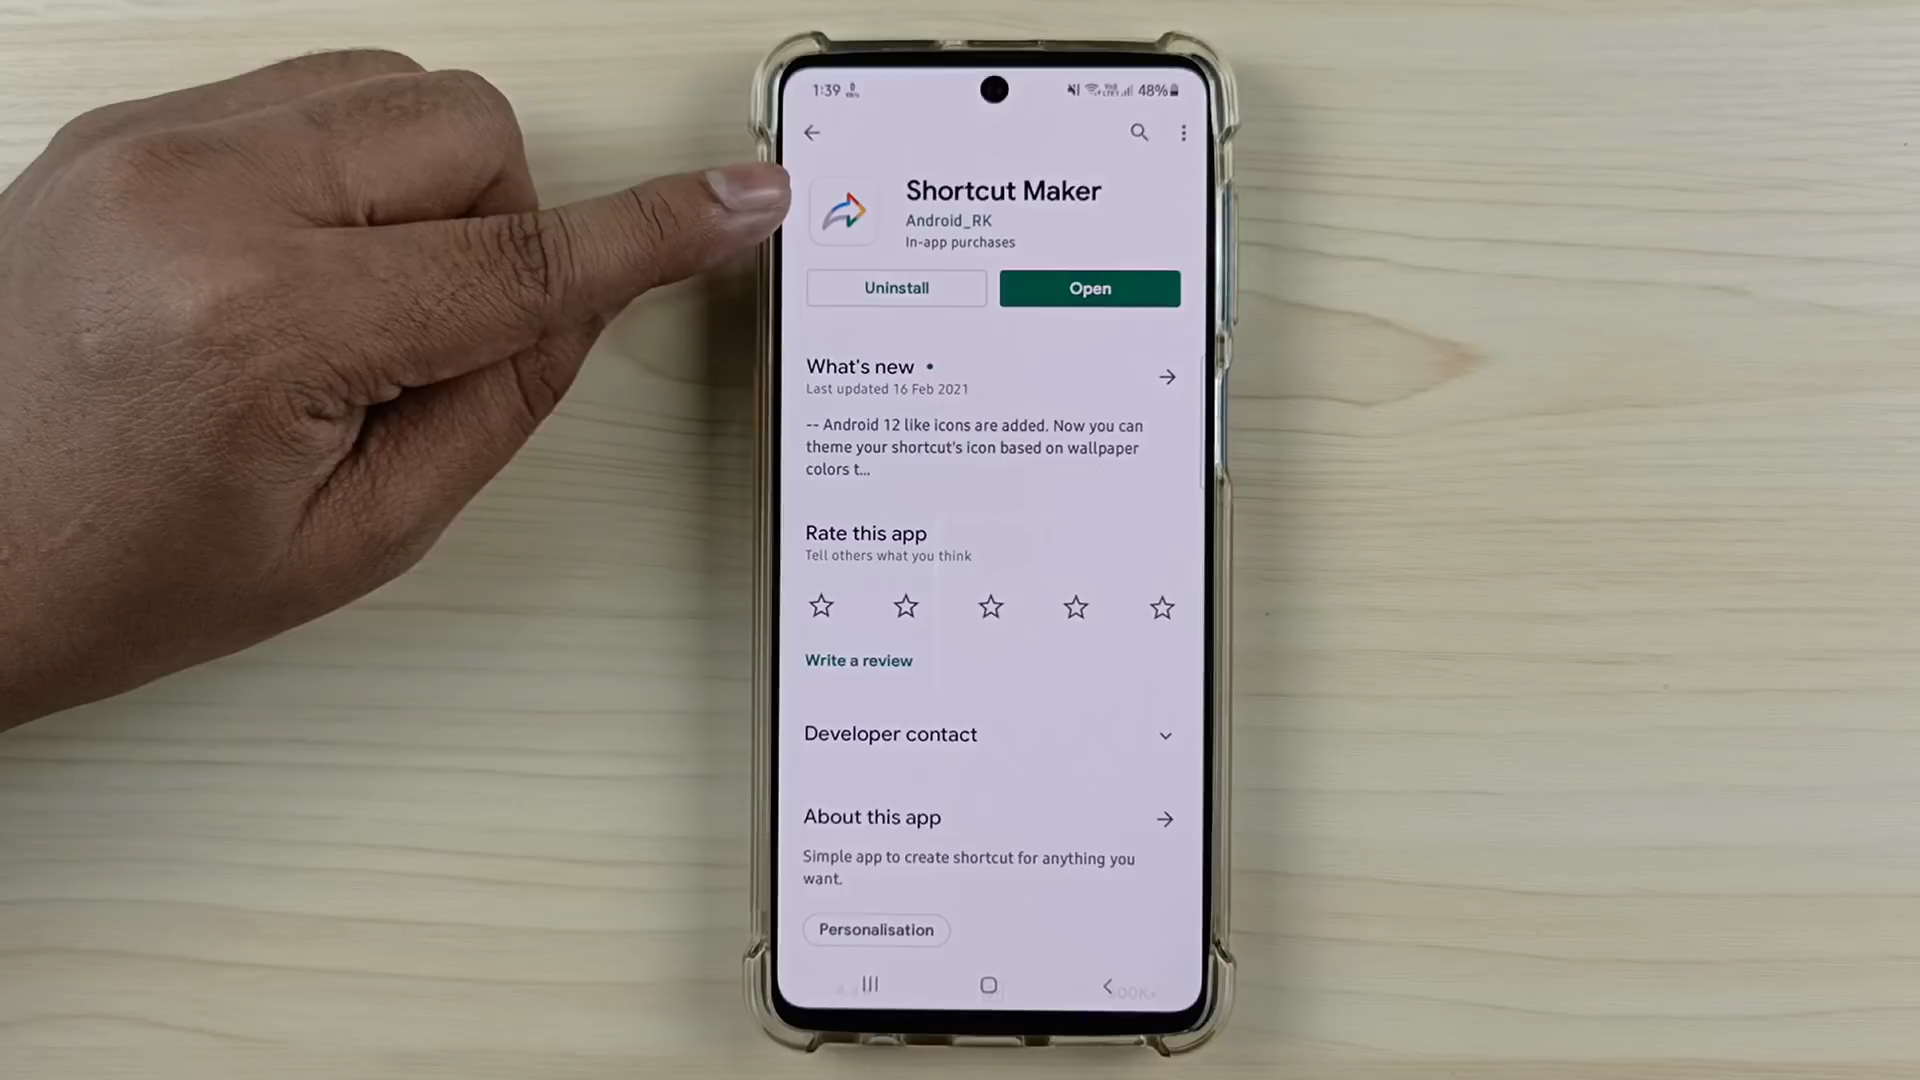 1:39
48%
Shortcut Maker
Android_RK
In-app purchases
Uninstall
Open
What's new •
Last updated 16 Feb 2021
-- Android 12 like icons are added. Now you can
theme your shortcut's icon based on wallpaper
colors t...
Rate this app
Tell others what you think
Write a review
Developer contact
About this app
Simple app to create shortcut for anything you
want.
Personalisation